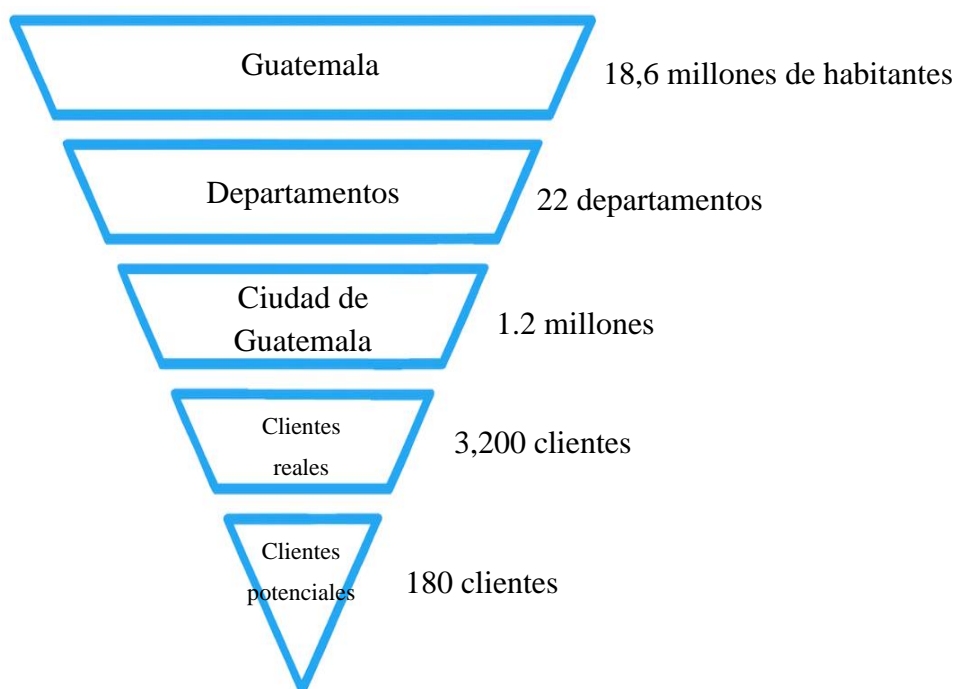 Guatemala
18,6 millones de habitantes
Departamentos
22 departamentos
Ciudad de
Guatemala
1.2 millones
Clientes
reales
3,200 clientes
Clientes
potenciales
180 clientes